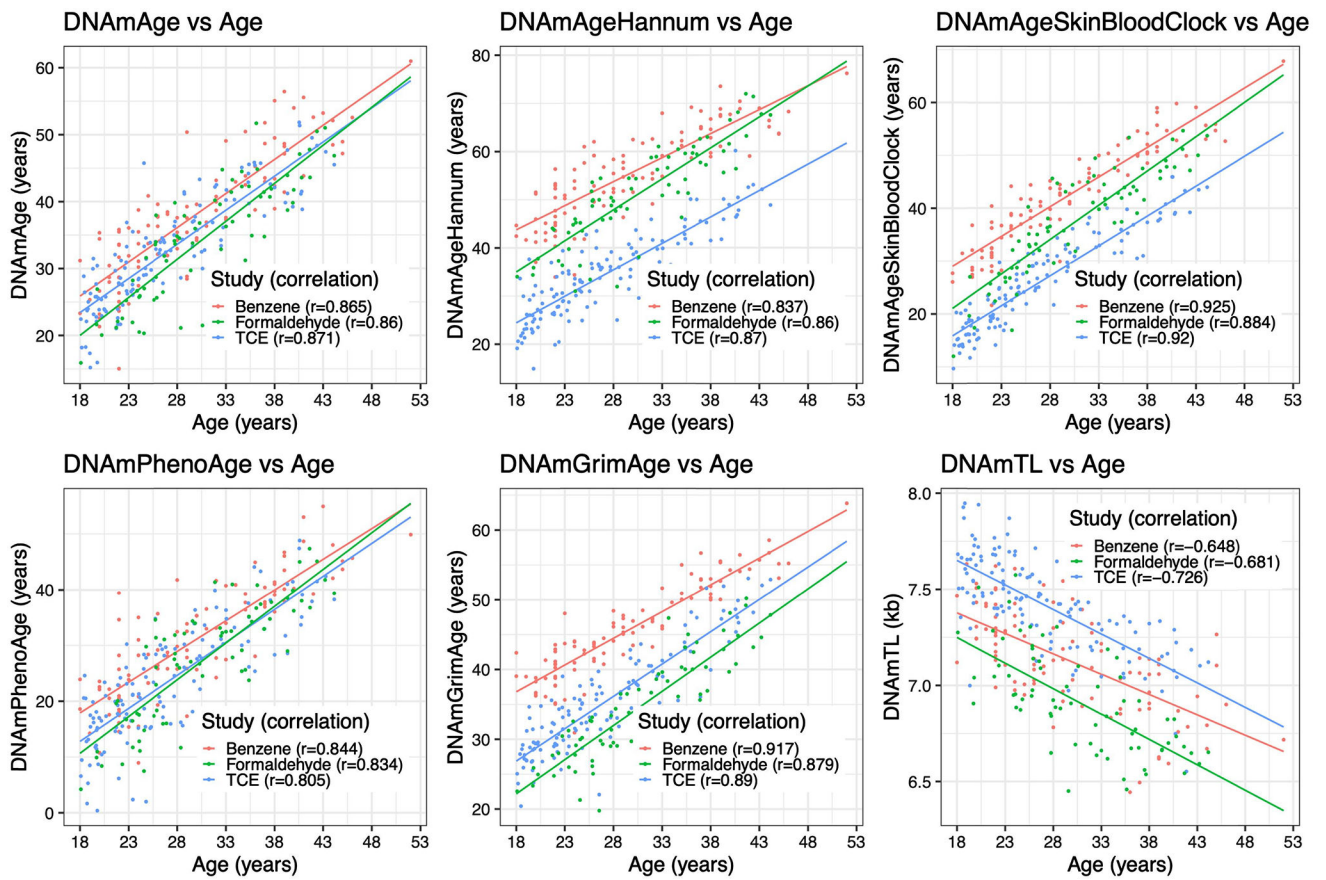 DNAmAge vs Age
DNAmAge (years)
60
50
40
30
20
Study (correlation)
Benzene (r=0.865)
Formaldehyde (r=0.86)
TCE (r=0.871)
18 23 28 33 38 43 48 53
Age (years)
DNAmAgeHannum vs Age
DNAmAgeHannum (years)
80
60
40
20
Study (correlation)
Benzene (r=0.837)
Formaldehyde (r=0.86)
TCE (r=0.87)
18 23 28 33 38 43 48 53
Age (years)
DNAmAgeSkinBloodClock vs Age
DNAmAgeSkinBloodClock (years)
60
40
20
Study (correlation)
Benzene (r=0.925)
Formaldehyde (r=0.884)
TCE (r=0.92)
18 23 28 33 38 43 48 53
Age (years)
DNAmPhenoAge vs Age
DNAmPhenoAge (years)
40
20
0
Study (correlation)
Benzene (r=0.844)
Formaldehyde (r=0.834)
TCE (r=0.805)
18 23 28 33 38 43 48 53
Age (years)
DNAmGrimAge vs Age
DNAmGrimAge (years)
60
50
40
30
20
Study (correlation)
Benzene (r=0.917)
Formaldehyde (r=0.879)
TCE (r=0.89)
18 23 28 33 38 43 48 53
Age (years)
DNAmTL vs Age
DNAmTL (kb)
8.0
7.5
7.0
6.5
Study (correlation)
Benzene (r=−0.648)
Formaldehyde (r=−0.681)
TCE (r=−0.726)
18 23 28 33 38 43 48 53
Age (years)